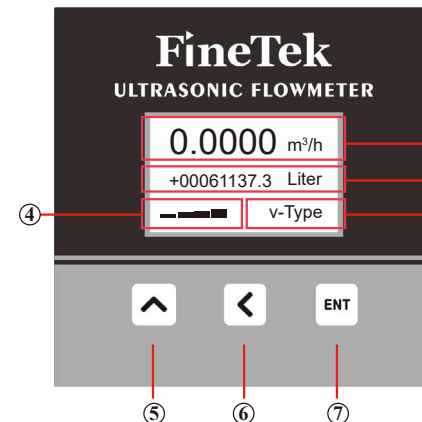 FineTek
ULTRASONIC FLOWMETER
0.0000 m³/h
+00061137.3 Liter
④ v-Type
ENT
⑤ ⑥ ⑦